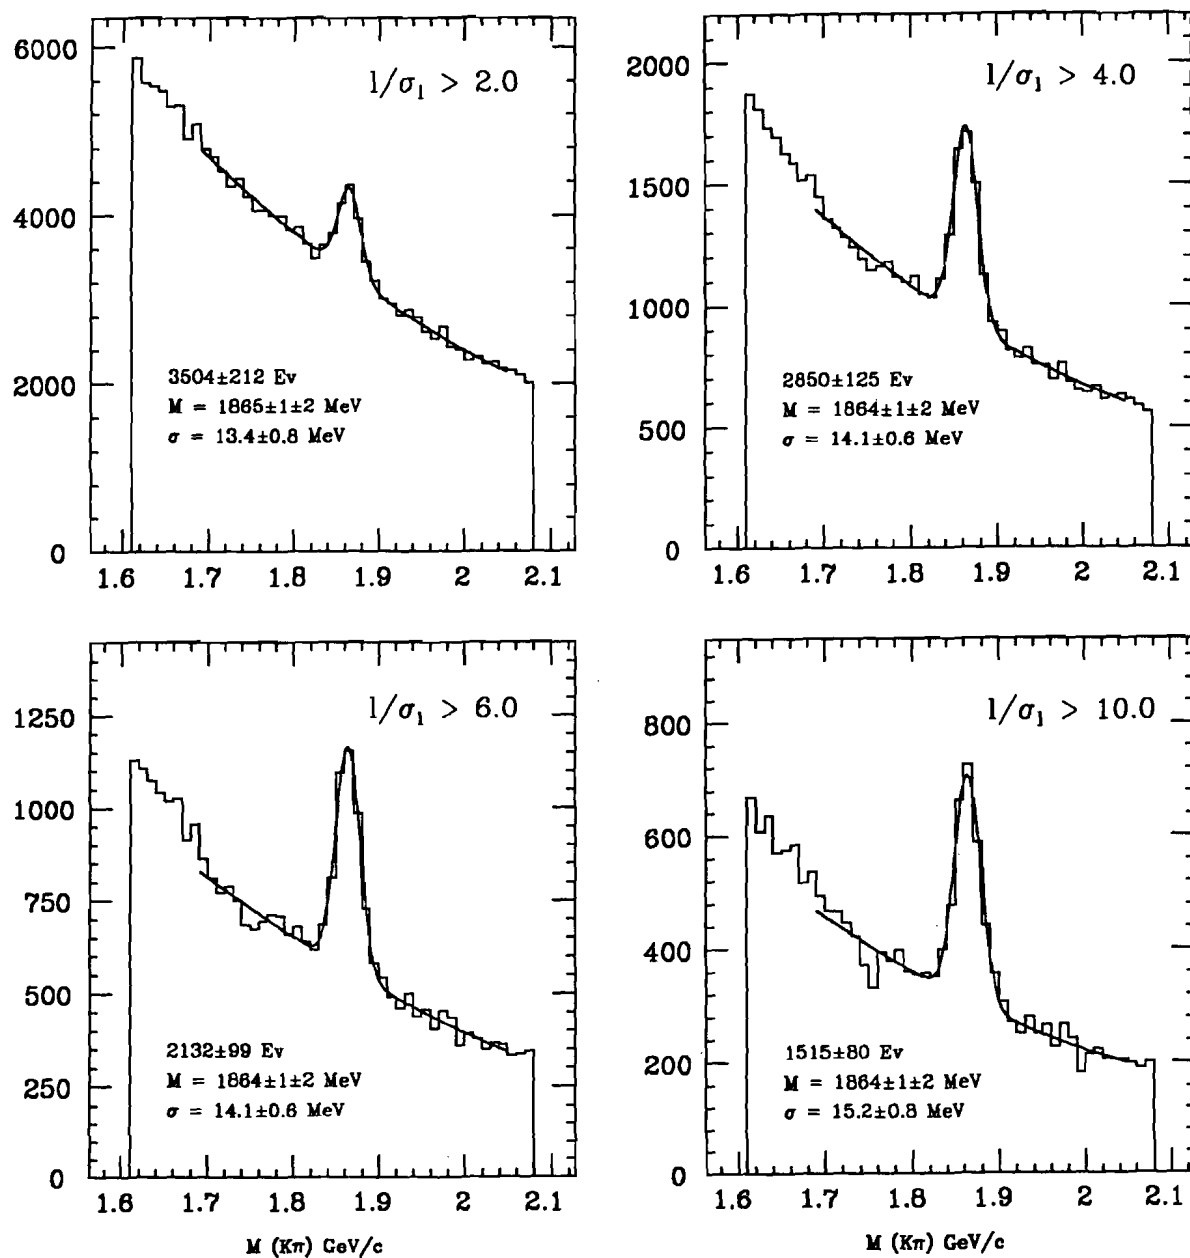 l/σ₁ > 2.0
6000
4000
2000
0
3504±212 Ev
M = 1865±1±2 MeV
σ = 13.4±0.8 MeV
1.6 1.7 1.8 1.9 2 2.1
l/σ₁ > 4.0
2000
1500
1000
500
0
2850±125 Ev
M = 1864±1±2 MeV
σ = 14.1±0.6 MeV
1.6 1.7 1.8 1.9 2 2.1
l/σ₁ > 6.0
1250
1000
750
500
250
0
2132±99 Ev
M = 1864±1±2 MeV
σ = 14.1±0.6 MeV
1.6 1.7 1.8 1.9 2 2.1
M (Kπ) GeV/c
l/σ₁ > 10.0
800
600
400
200
0
1515±80 Ev
M = 1864±1±2 MeV
σ = 15.2±0.8 MeV
1.6 1.7 1.8 1.9 2 2.1
M (Kπ) GeV/c